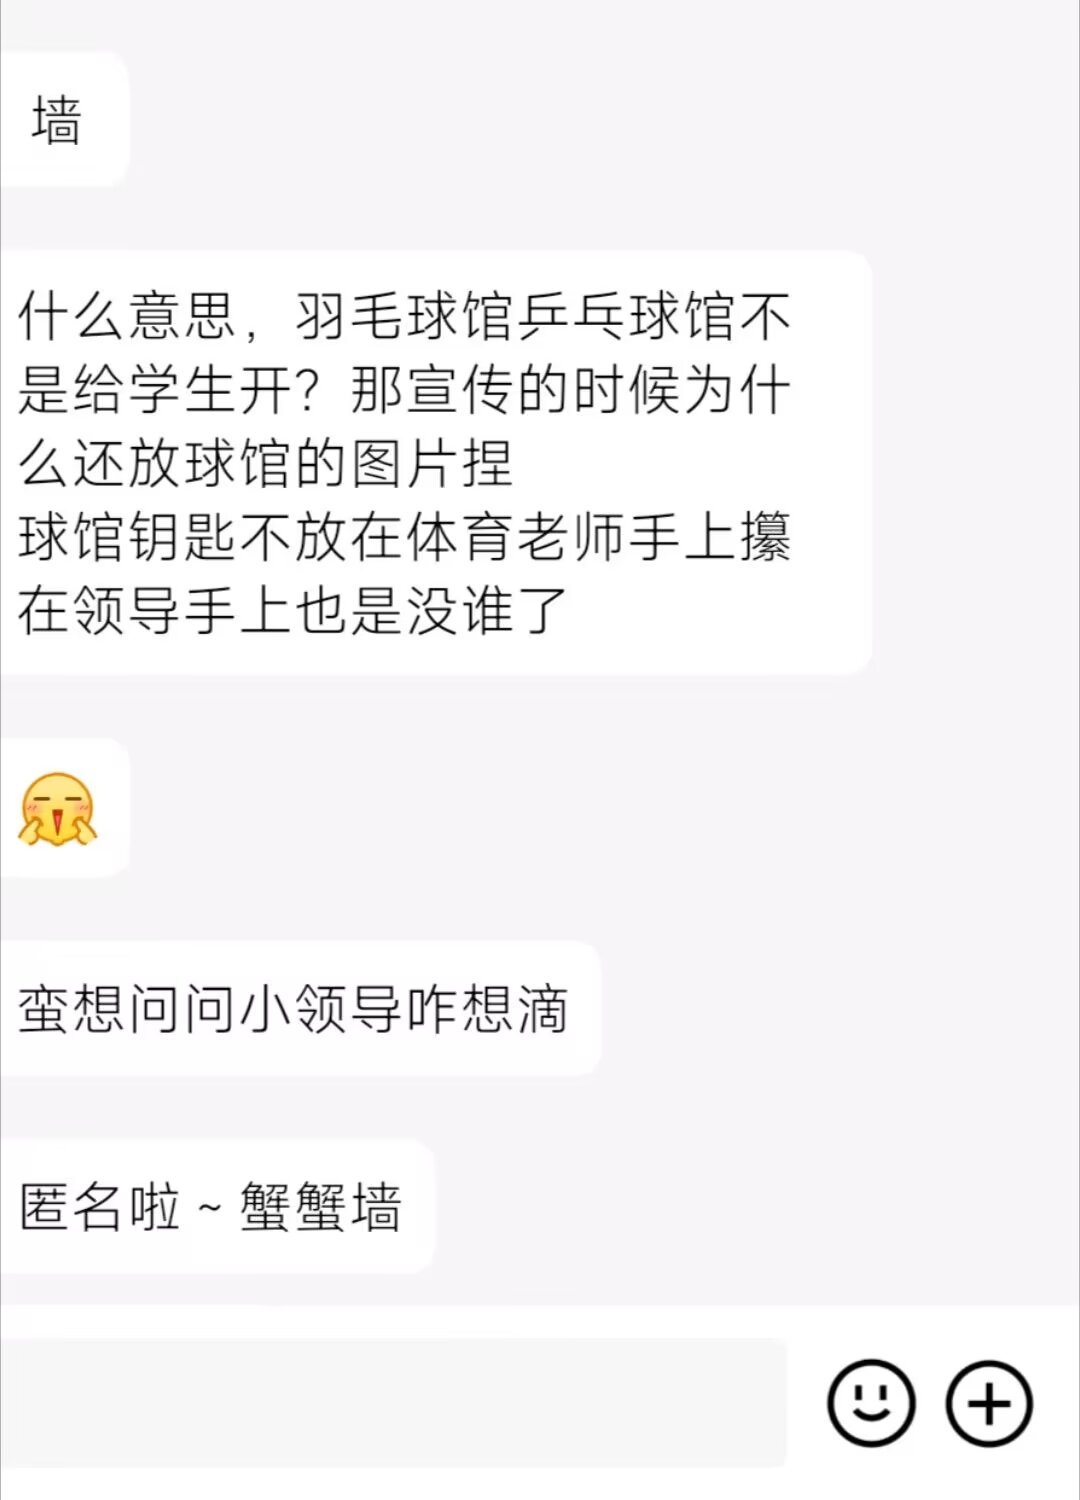 墙
什么意思，羽毛球馆乒乓球馆不
是给学生开？那宣传的时候为什
么还放球馆的图片捏
球馆钥匙不放在体育老师手上攥
在领导手上也是没谁了
蛮想问问小领导咋想滴
匿名啦～蟹蟹墙